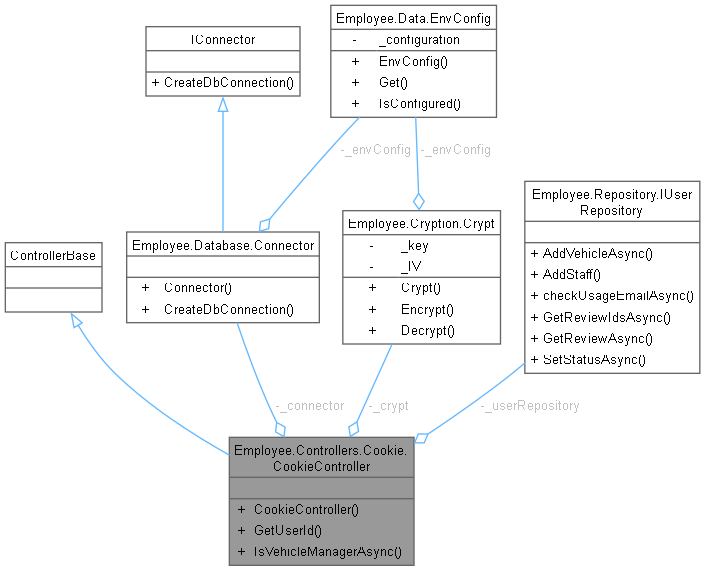 Employee.Data.EnvConfig
- _configuration
+ EnvConfig()
+ Get()
+ IsConfigured()
IConnector
+ CreateDbConnection()
-_envConfig
-_envConfig
Employee.Repository.IUser
Repository
+ AddVehicleAsync()
+ AddStaff()
+ checkUsageEmailAsync()
+ GetReviewIdsAsync()
+ GetReviewAsync()
+ SetStatusAsync()
Employee.Cryption.Crypt
- _key
- _IV
+ Crypt()
+ Encrypt()
+ Decrypt()
Employee.Database.Connector
+ Connector()
+ CreateDbConnection()
ControllerBase
-_connector
-_crypt
-_userRepository
Employee.Controllers.Cookie.
CookieController
+ CookieController()
+ GetUserId()
+ IsVehicleManagerAsync()